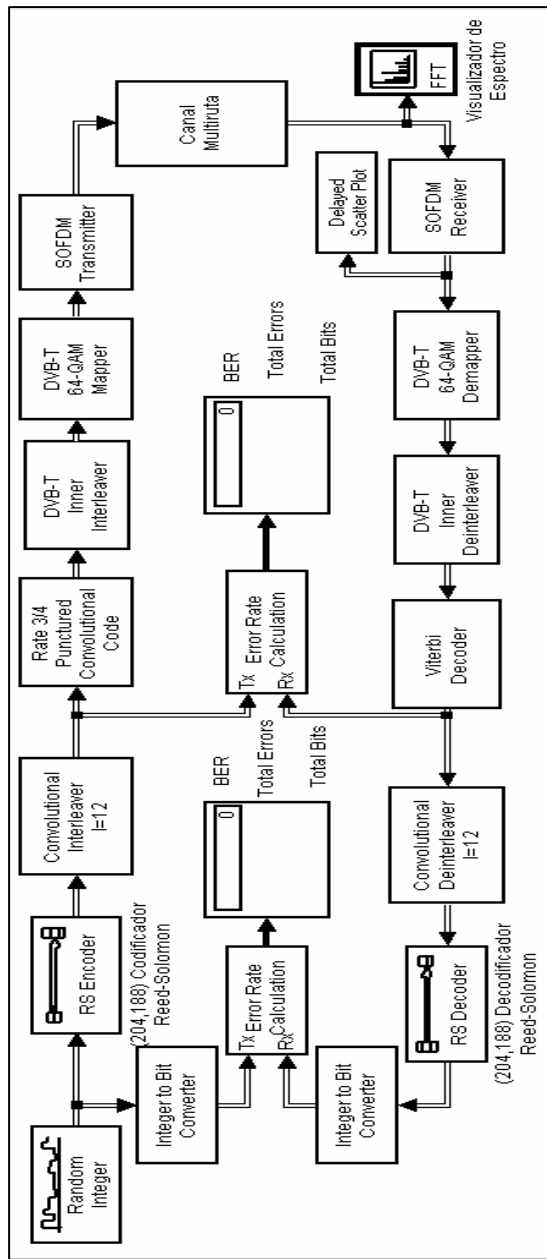 Random
Integer
RS Encoder
(204,188) Codificador
Reed-Solomon
Convolutional
Interleaver
I=12
Rate 3/4
Punctured
Convolutional
Code
DVB-T
Inner
Interleaver
DVB-T
64-QAM
Mapper
SOFDM
Transmitter
Canal
Multiruta
FFT
Visualizador de
Espectro
Delayed
Scatter Plot
SOFDM
Receiver
DVB-T
64-QAM
Demapper
DVB-T
Inner
Deinterleaver
Viterbi
Decoder
Convolutional
Deinterleaver
I=12
RS Decoder
(204,188) Decodificador
Reed-Solomon
Integer to Bit
Converter
Integer to Bit
Converter
Tx
Error Rate
Calculation
Rx
0
BER
Total Errors
Total Bits
Tx
Error Rate
Calculation
Rx
0
BER
Total Errors
Total Bits